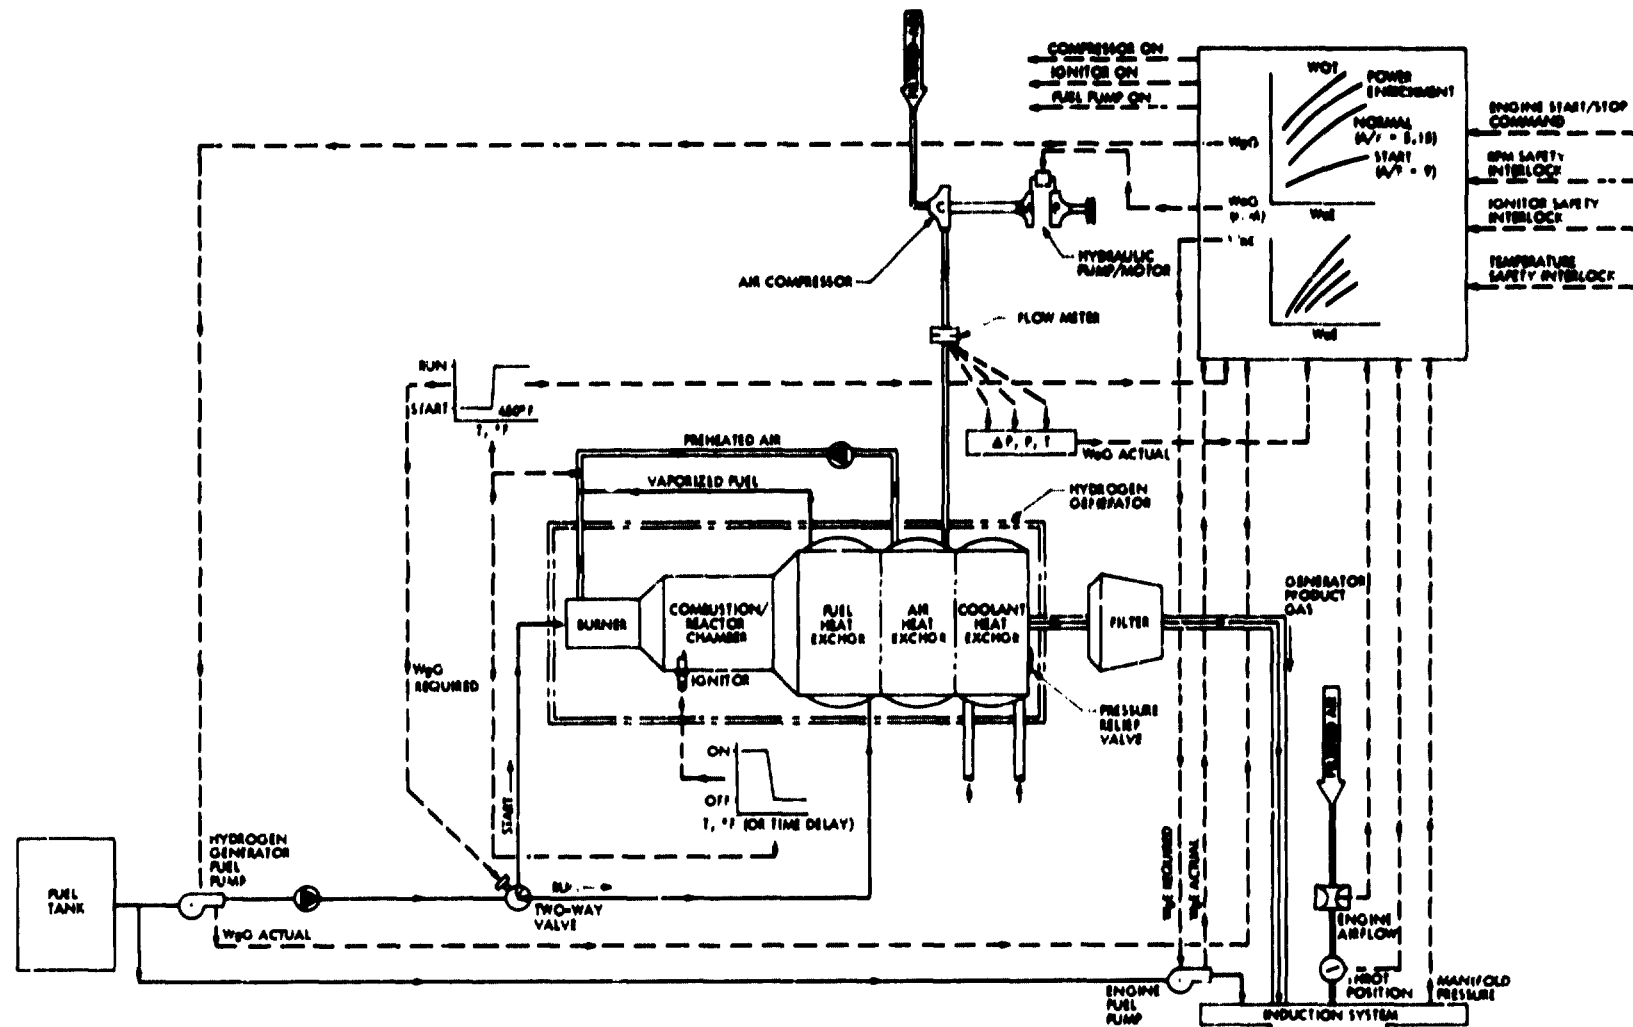 COMPRESSOR ON
IGNITOR ON
FUEL PUMP ON
WOT
POWER
ENRICHMENT
NORMAL
START
(A/F = 9)
ENGINE START/STOP
COMMAND
RPM SAFETY
INTERLOCK
IGNITOR SAFETY
INTERLOCK
TEMPERATURE
SAFETY INTERLOCK
C
HYDRAULIC
PUMP/MOTOR
AIR COMPRESSOR
FLOW METER
RUN
START
T, °F
ΔP, P, T
ACTUAL
PREHEATED AIR
VAPORIZED FUEL
HYDROGEN
GENERATOR
BURNER
COMBUSTION/
REACTOR
CHAMBER
FUEL
HEAT
EXCHGR
AIR
HEAT
EXCHGR
COOLANT
HEAT
EXCHGR
FILTER
GENERATOR
PRODUCT
GAS
IGNITOR
REQUIRED
PRESSURE
RELIEF
VALVE
ON
OFF
T, °F (OR TIME DELAY)
START
FUEL
TANK
HYDROGEN
GENERATOR
FUEL
PUMP
TWO-WAY
VALVE
ACTUAL
REQUIRED
ACTUAL
ENGINE
AIRFLOW
POSITION
MANIFOLD
PRESSURE
ENGINE
FUEL
PUMP
INDUCTION SYSTEM